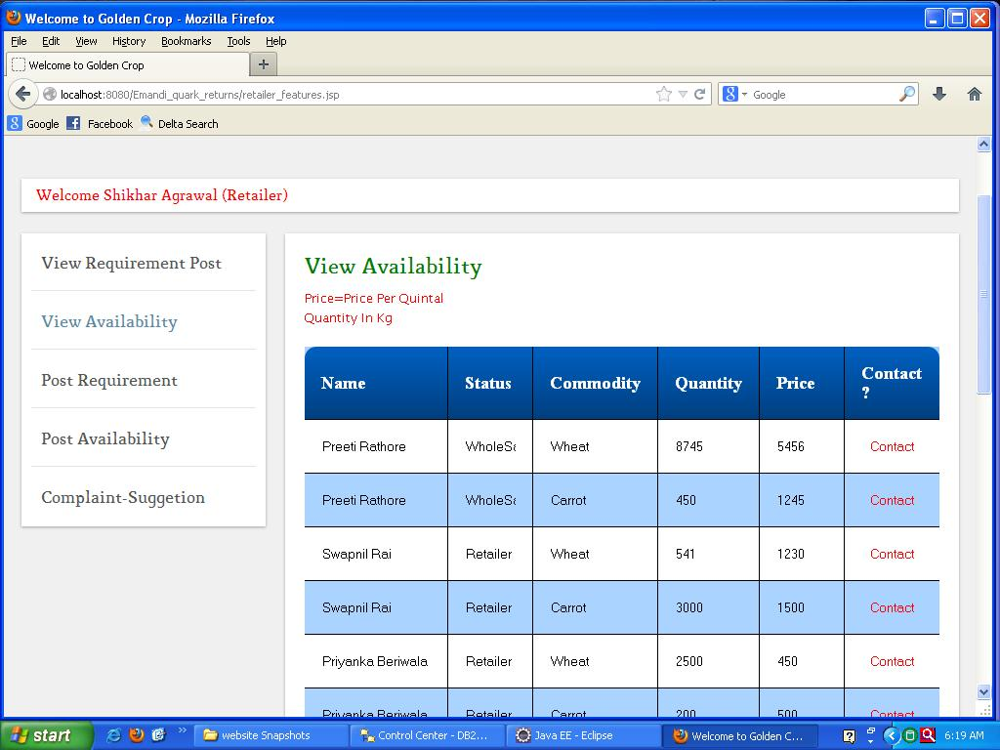 Welcome to Golden Crop - Mozilla Firefox
File Edit View History Bookmarks Tools Help
Welcome to Golden Crop
localhost:8080/Emandi_quark_returns/retailer_features.jsp
Google
Google Facebook Delta Search
Welcome Shikhar Agrawal (Retailer)
View Requirement Post
View Availability
Post Requirement
Post Availability
Complaint-Suggetion
View Availability
Price=Price Per Quintal
Quantity In Kg
Name Status Commodity Quantity Price Contact
?
Preeti Rathore WholeSa Wheat 8745 5456 Contact
Preeti Rathore WholeSa Carrot 450 1245 Contact
Swapnil Rai Retailer Wheat 541 1230 Contact
Swapnil Rai Retailer Carrot 3000 1500 Contact
Priyanka Beriwala Retailer Wheat 2500 450 Contact
Priyanka Beriwala Retailer Carrot 200 500 Contact
start website Snapshots Control Center - DB2... Java EE - Eclipse Welcome to Golden C... 6:19 AM